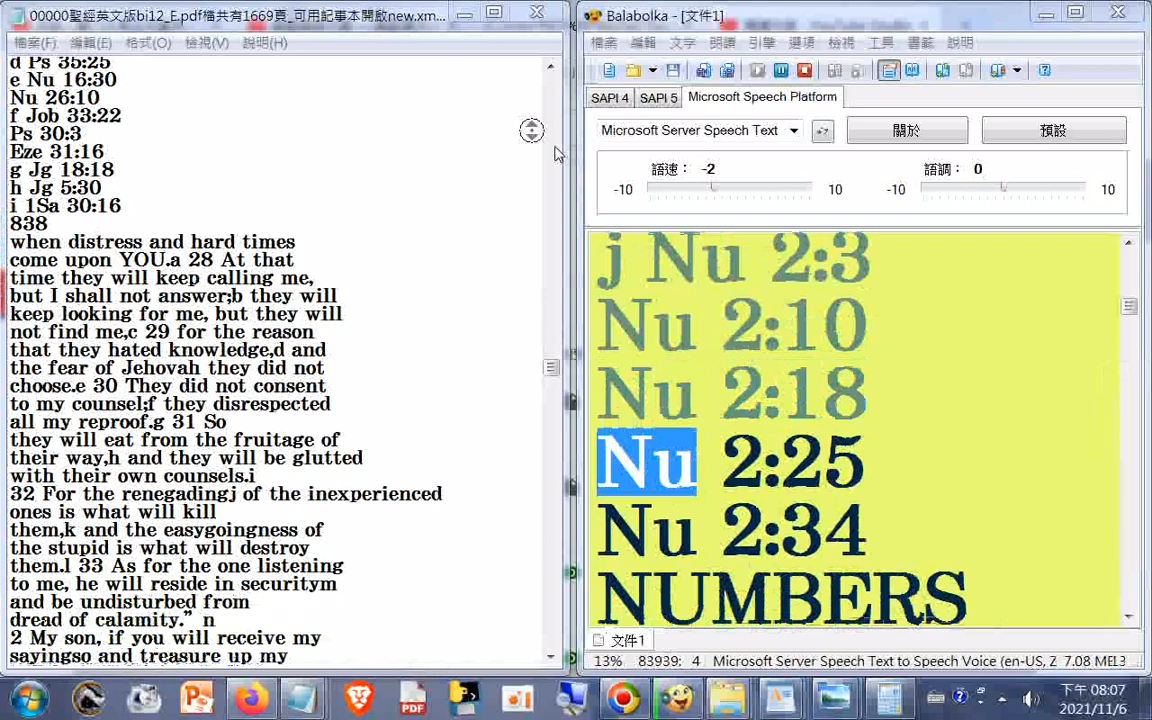 00000聖經英文版bi12_E.pdf檔共有1669頁_可用記事本開啟new.xm...
檔案(F) 編輯(E) 格式(O) 檢視(V) 說明(H)
d Ps 35:25
e Nu 16:30
Nu 26:10
f Job 33:22
Ps 30:3
Eze 31:16
g Jg 18:18
h Jg 5:30
i 1Sa 30:16
838
when distress and hard times
come upon YOU.a 28 At that
time they will keep calling me,
but I shall not answer;b they will
keep looking for me, but they will
not find me,c 29 for the reason
that they hated knowledge,d and
the fear of Jehovah they did not
choose.e 30 They did not consent
to my counsel;f they disrespected
all my reproof.g 31 So
they will eat from the fruitage of
their way,h and they will be glutted
with their own counsels.i
32 For the renegadingj of the inexperienced
ones is what will kill
them,k and the easygoingness of
the stupid is what will destroy
them.l 33 As for the one listening
to me, he will reside in securitym
and be undisturbed from
dread of calamity.” n
2 My son, if you will receive my
sayingso and treasure up my
Balabolka - [文件1]
檔案 編輯 文字 朗讀 引擎 選項 檢視 工具 書籤 說明
SAPI 4 SAPI 5 Microsoft Speech Platform
Microsoft Server Speech Text 關於 預設
語速： -2 語調： 0
-10 10 -10 10
j Nu 2:3
Nu 2:10
Nu 2:18
Nu 2:25
Nu 2:34
NUMBERS
文件1
13% 83939: 4 Microsoft Server Speech Text to Speech Voice (en-US, Z 7.08 ME13
PDF
下午 08:07
2021/11/6